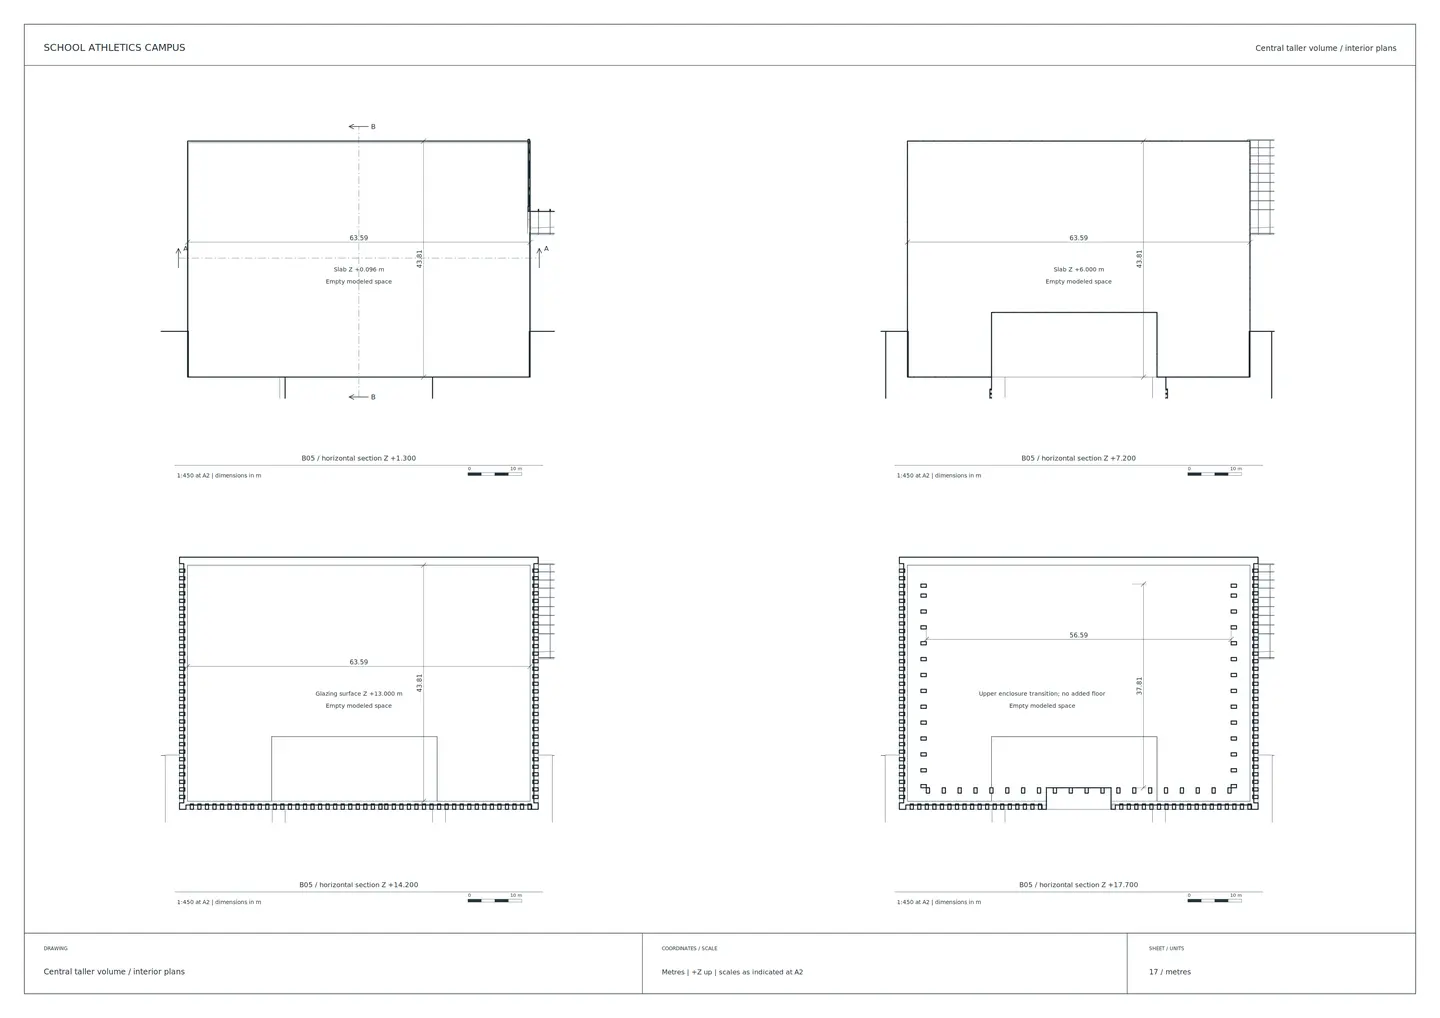 SCHOOL ATHLETICS CAMPUS
Central taller volume / interior plans
B
63.59
43.81
A
A
Slab Z +0.096 m
Empty modeled space
B
B05 / horizontal section Z +1.300
1:450 at A2 | dimensions in m
0 10 m
63.59
43.81
Slab Z +6.000 m
Empty modeled space
B05 / horizontal section Z +7.200
1:450 at A2 | dimensions in m
0 10 m
63.59
43.81
Glazing surface Z +13.000 m
Empty modeled space
B05 / horizontal section Z +14.200
1:450 at A2 | dimensions in m
0 10 m
56.59
37.81
Upper enclosure transition; no added floor
Empty modeled space
B05 / horizontal section Z +17.700
1:450 at A2 | dimensions in m
0 10 m
DRAWING
Central taller volume / interior plans
COORDINATES / SCALE
Metres | +Z up | scales as indicated at A2
SHEET / UNITS
17 / metres